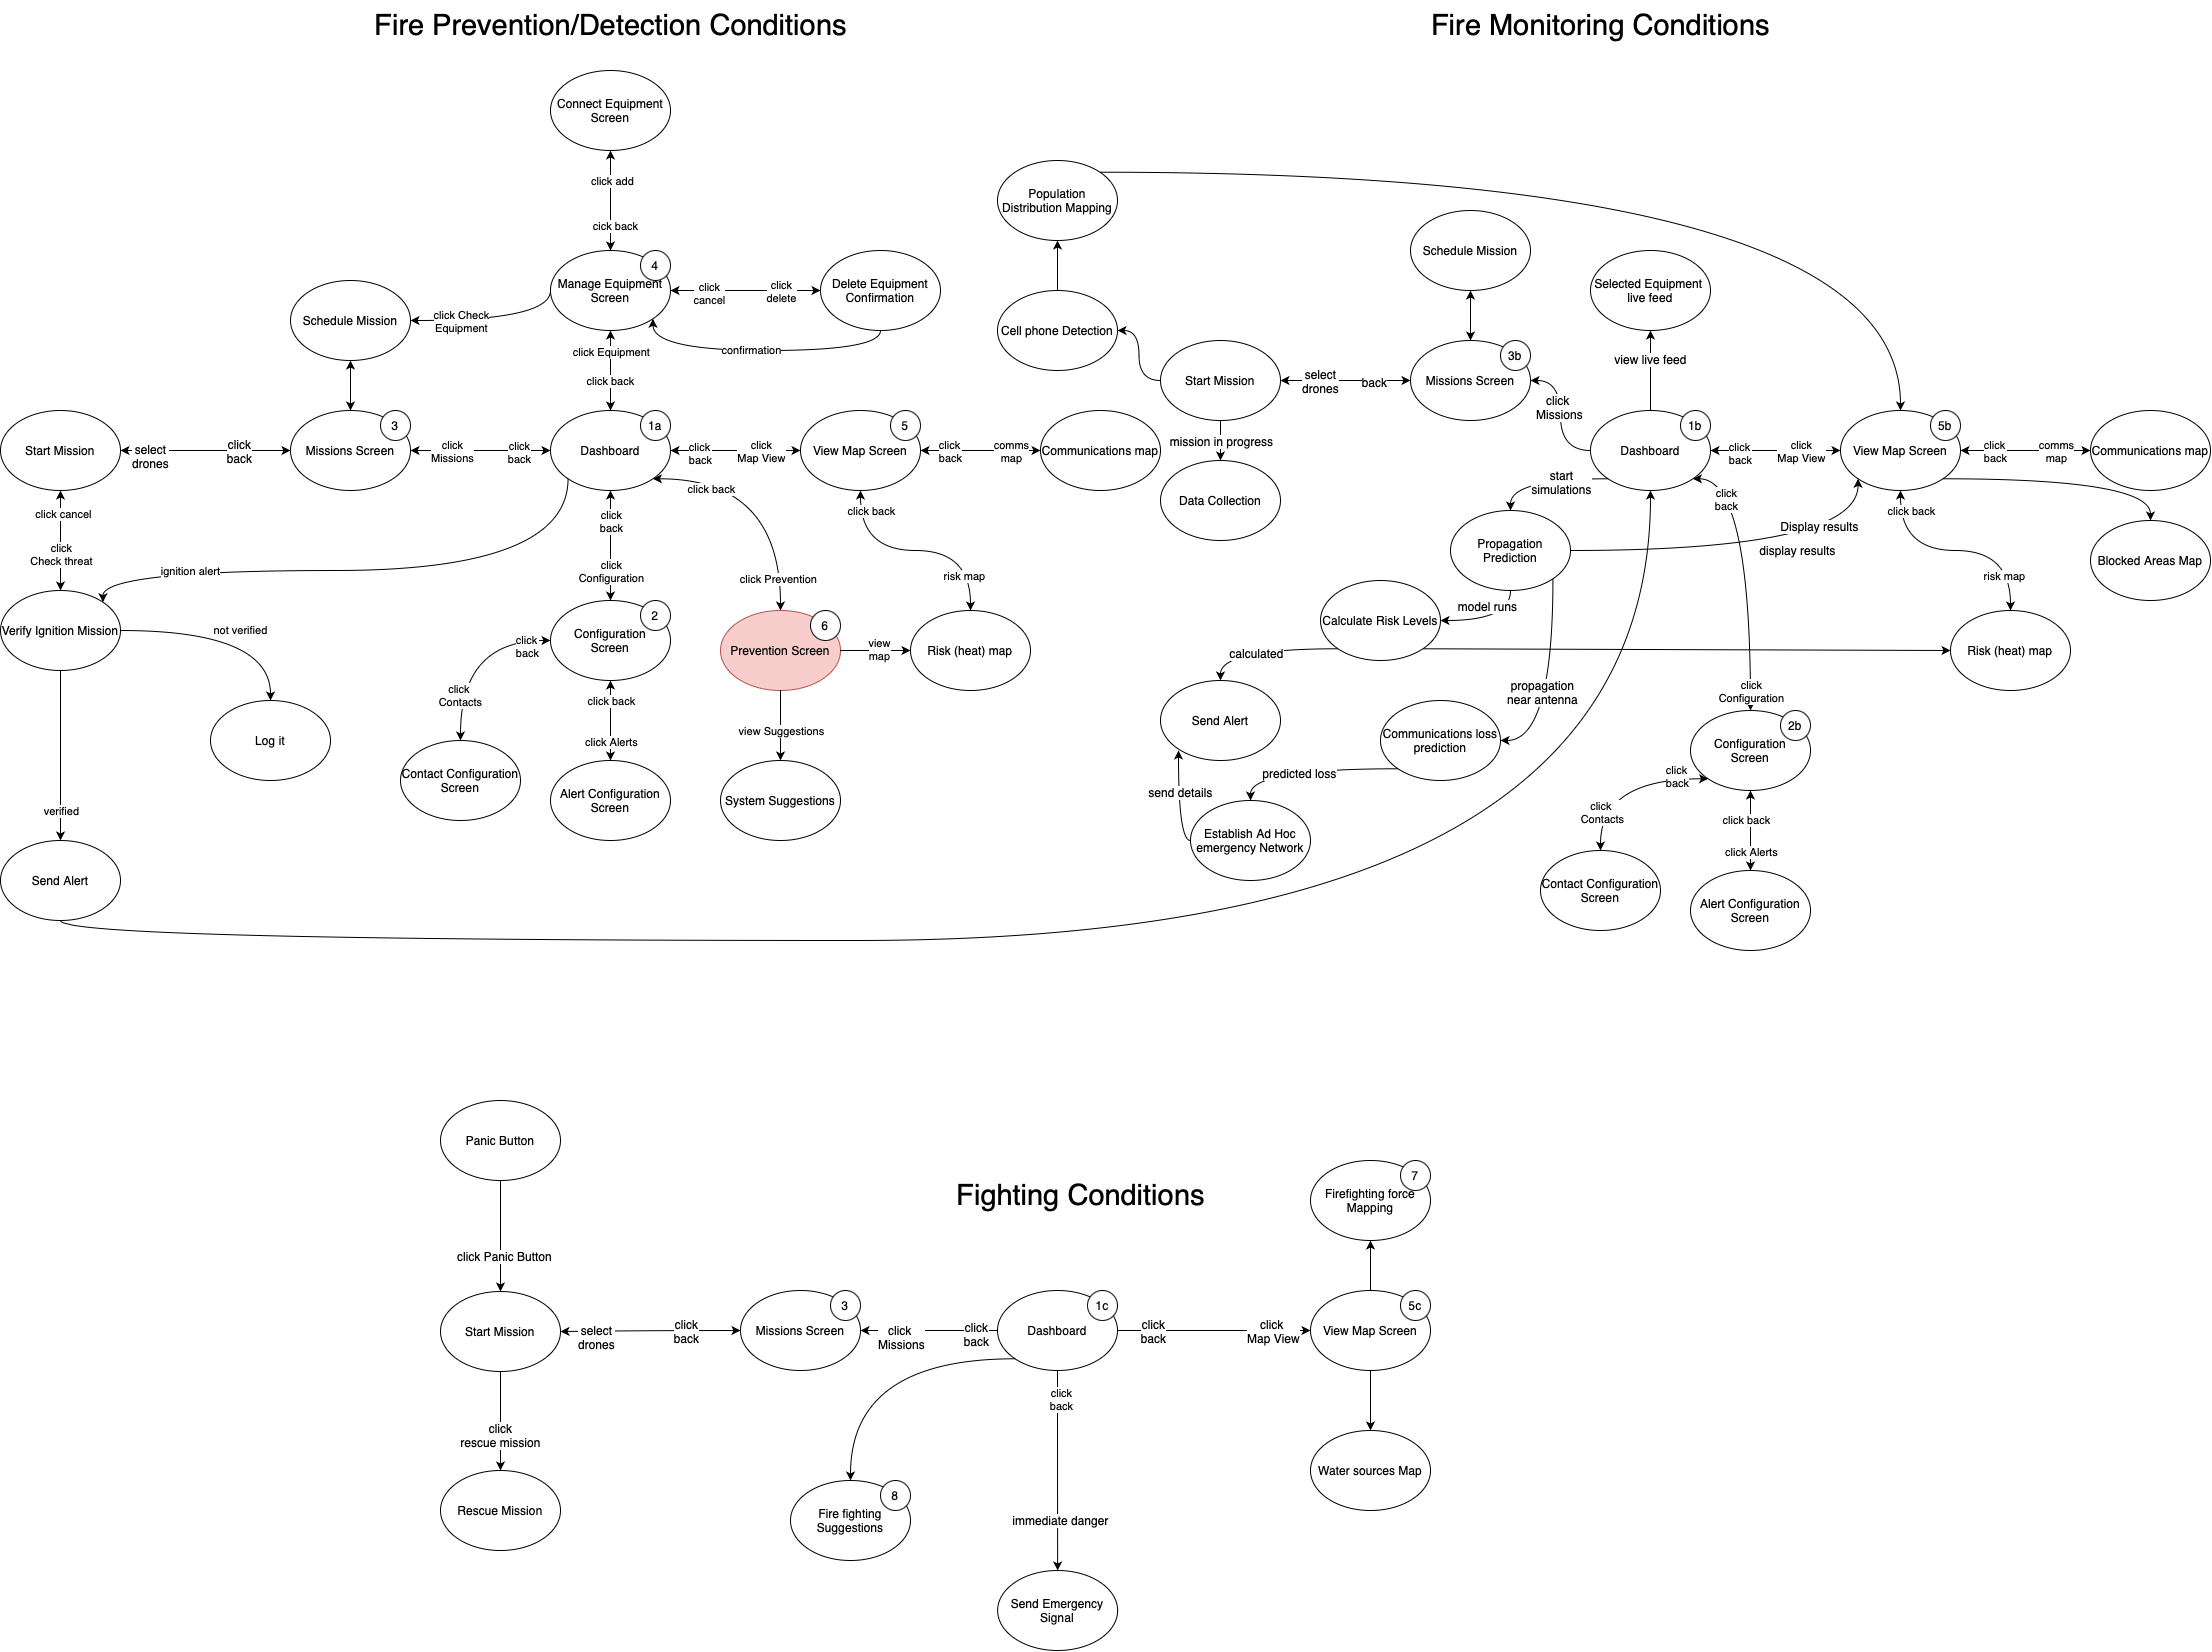 Fire Prevention/Detection Conditions
Fire Monitoring Conditions
Connect Equipment
Screen
click add
cick back
4
Manage Equipment
Screen
click
cancel
click
delete
Delete Equipment
Confirmation
confirmation
click Check
Equipment
Schedule Mission
click Equipment
click back
Start Mission
select
drones
click
back
3
Missions Screen
click
Missions
click
back
1a
Dashboard
click
back
click
Map View
5
View Map Screen
click
back
comms
map
Communications map
click cancel
click
Check threat
ignition alert
click
back
click
Configuration
click back
click Prevention
click back
risk map
Verify Ignition Mission
not verified
Log it
verified
Send Alert
2
Configuration
Screen
click
back
click
Contacts
Contact Configuration
Screen
click back
click Alerts
Alert Configuration
Screen
6
Prevention Screen
view
map
Risk (heat) map
view Suggestions
System Suggestions
Population
Distribution Mapping
Cell phone Detection
Start Mission
select
drones
back
mission in progress
Data Collection
Schedule Mission
3b
Missions Screen
click
Missions
Selected Equipment
live feed
view live feed
1b
Dashboard
click
back
click
Map View
5b
View Map Screen
click
back
comms
map
Communications map
start
simulations
click
back
Display results
display results
click back
Blocked Areas Map
risk map
Risk (heat) map
Propagation
Prediction
model runs
Calculate Risk Levels
calculated
Send Alert
propagation
near antenna
Communications loss
prediction
predicted loss
send details
Establish Ad Hoc
emergency Network
click
Configuration
2b
Configuration
Screen
click
back
click
Contacts
Contact Configuration
Screen
click back
click Alerts
Alert Configuration
Screen
Fighting Conditions
Panic Button
click Panic Button
Start Mission
select
drones
click
back
3
Missions Screen
click
Missions
click
back
1c
Dashboard
click
back
click
Map View
5c
View Map Screen
7
Firefighting force
Mapping
Water sources Map
click
rescue mission
Rescue Mission
8
Fire fighting
Suggestions
click
back
immediate danger
Send Emergency
Signal